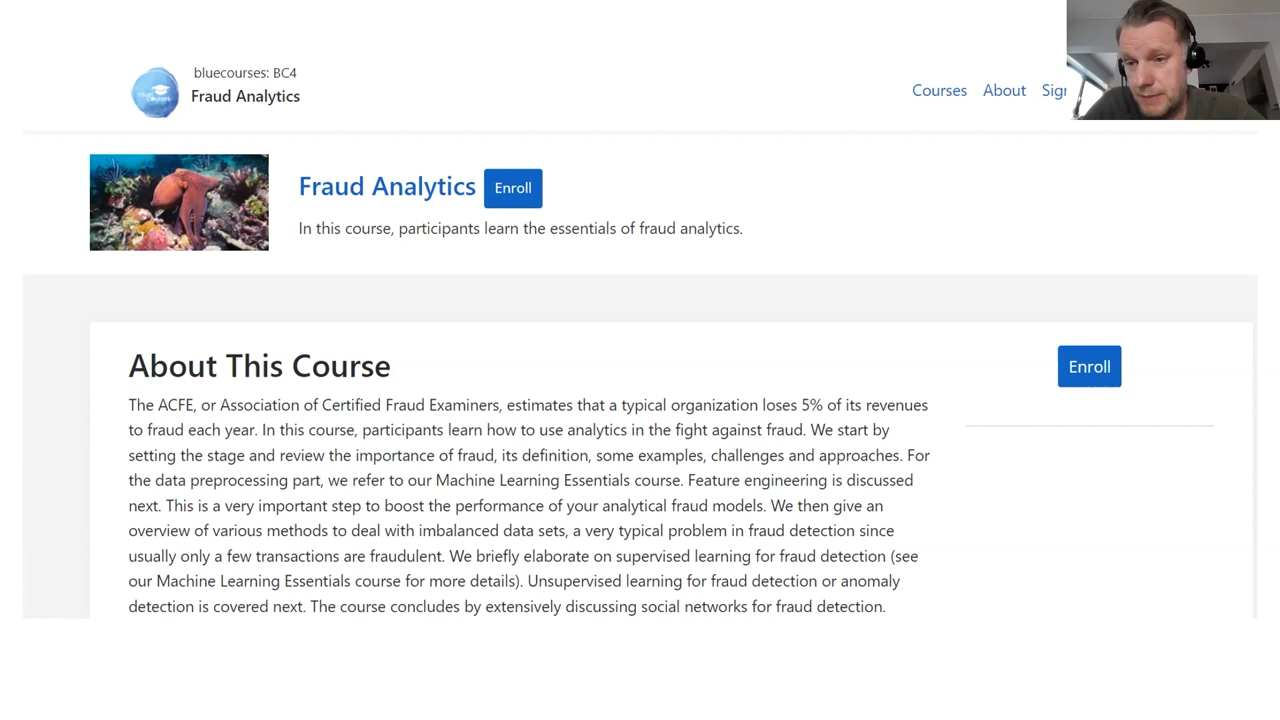 bluecourses: BC4
Fraud Analytics
Courses About
Fraud Analytics Enroll
In this course, participants learn the essentials of fraud analytics.
About This Course
Enroll
The ACFE, or Association of Certified Fraud Examiners, estimates that a typical organization loses 5% of its revenues
to fraud each year. In this course, participants learn how to use analytics in the fight against fraud. We start by
setting the stage and review the importance of fraud, its definition, some examples, challenges and approaches. For
the data preprocessing part, we refer to our Machine Learning Essentials course. Feature engineering is discussed
next. This is a very important step to boost the performance of your analytical fraud models. We then give an
overview of various methods to deal with imbalanced data sets, a very typical problem in fraud detection since
usually only a few transactions are fraudulent. We briefly elaborate on supervised learning for fraud detection (see
our Machine Learning Essentials course for more details). Unsupervised learning for fraud detection or anomaly
detection is covered next. The course concludes by extensively discussing social networks for fraud detection.